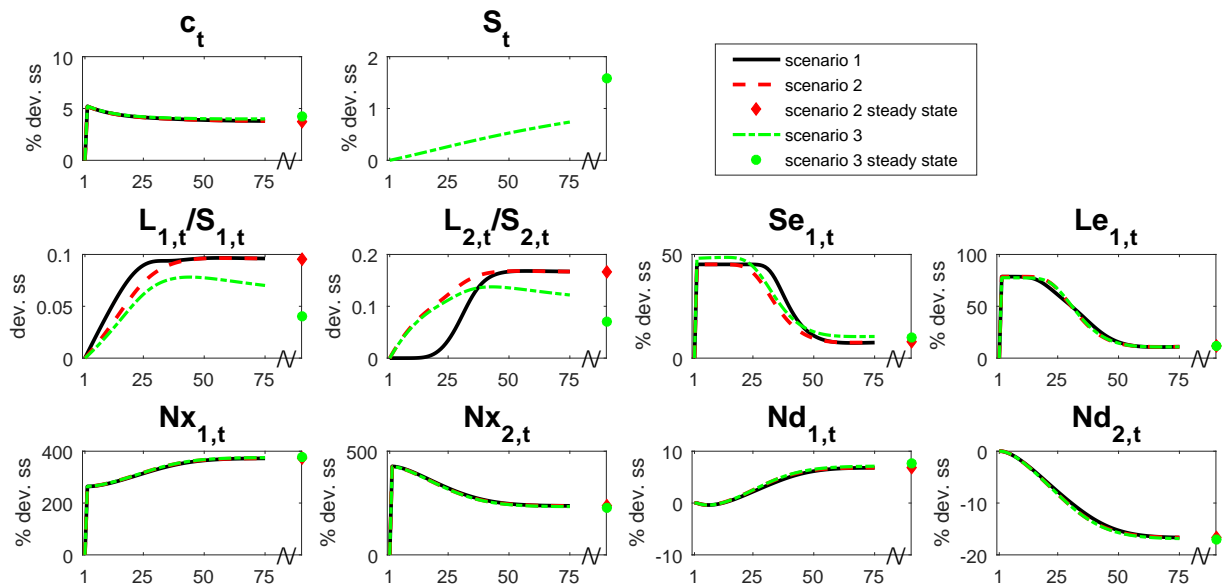 c_t
S_t
10
5
0
% dev. ss
1 25 50 75
2
1
0
% dev. ss
1 25 50 75
scenario 1
scenario 2
scenario 2 steady state
scenario 3
scenario 3 steady state
L_{1,t}/S_{1,t}
L_{2,t}/S_{2,t}
Se_{1,t}
Le_{1,t}
0.1
0.05
0
dev. ss
1 25 50 75
0.2
0.1
0
dev. ss
1 25 50 75
50
0
% dev. ss
1 25 50 75
100
50
0
% dev. ss
1 25 50 75
Nx_{1,t}
Nx_{2,t}
Nd_{1,t}
Nd_{2,t}
400
200
0
% dev. ss
1 25 50 75
500
0
% dev. ss
1 25 50 75
10
0
-10
% dev. ss
1 25 50 75
0
-10
-20
% dev. ss
1 25 50 75